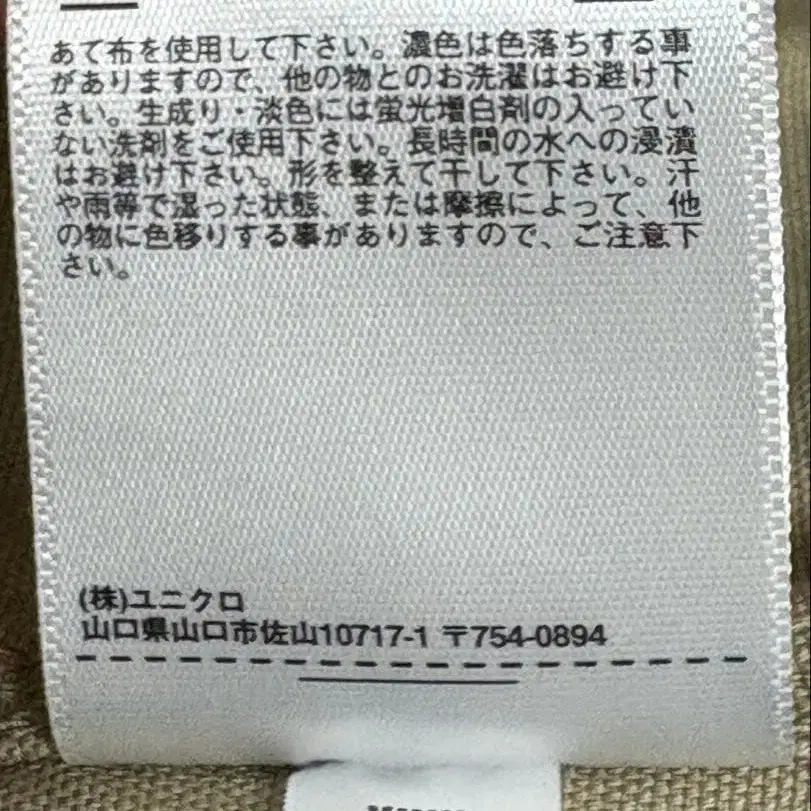 あて布を使用して下さい。濃色は色落ちする事
がありますので、他の物とのお洗濯はお避け下
さい。生成り・淡色には蛍光増白剤の入ってい
ない洗剤をご使用下さい。長時間の水への浸漬
はお避け下さい。形を整えて干して下さい。汗
や雨等で湿った状態、または摩擦によって、他
の物に色移りする事がありますので、ご注意下
さい。
(株)ユニクロ
山口県山口市佐山10717-1 〒754-0894